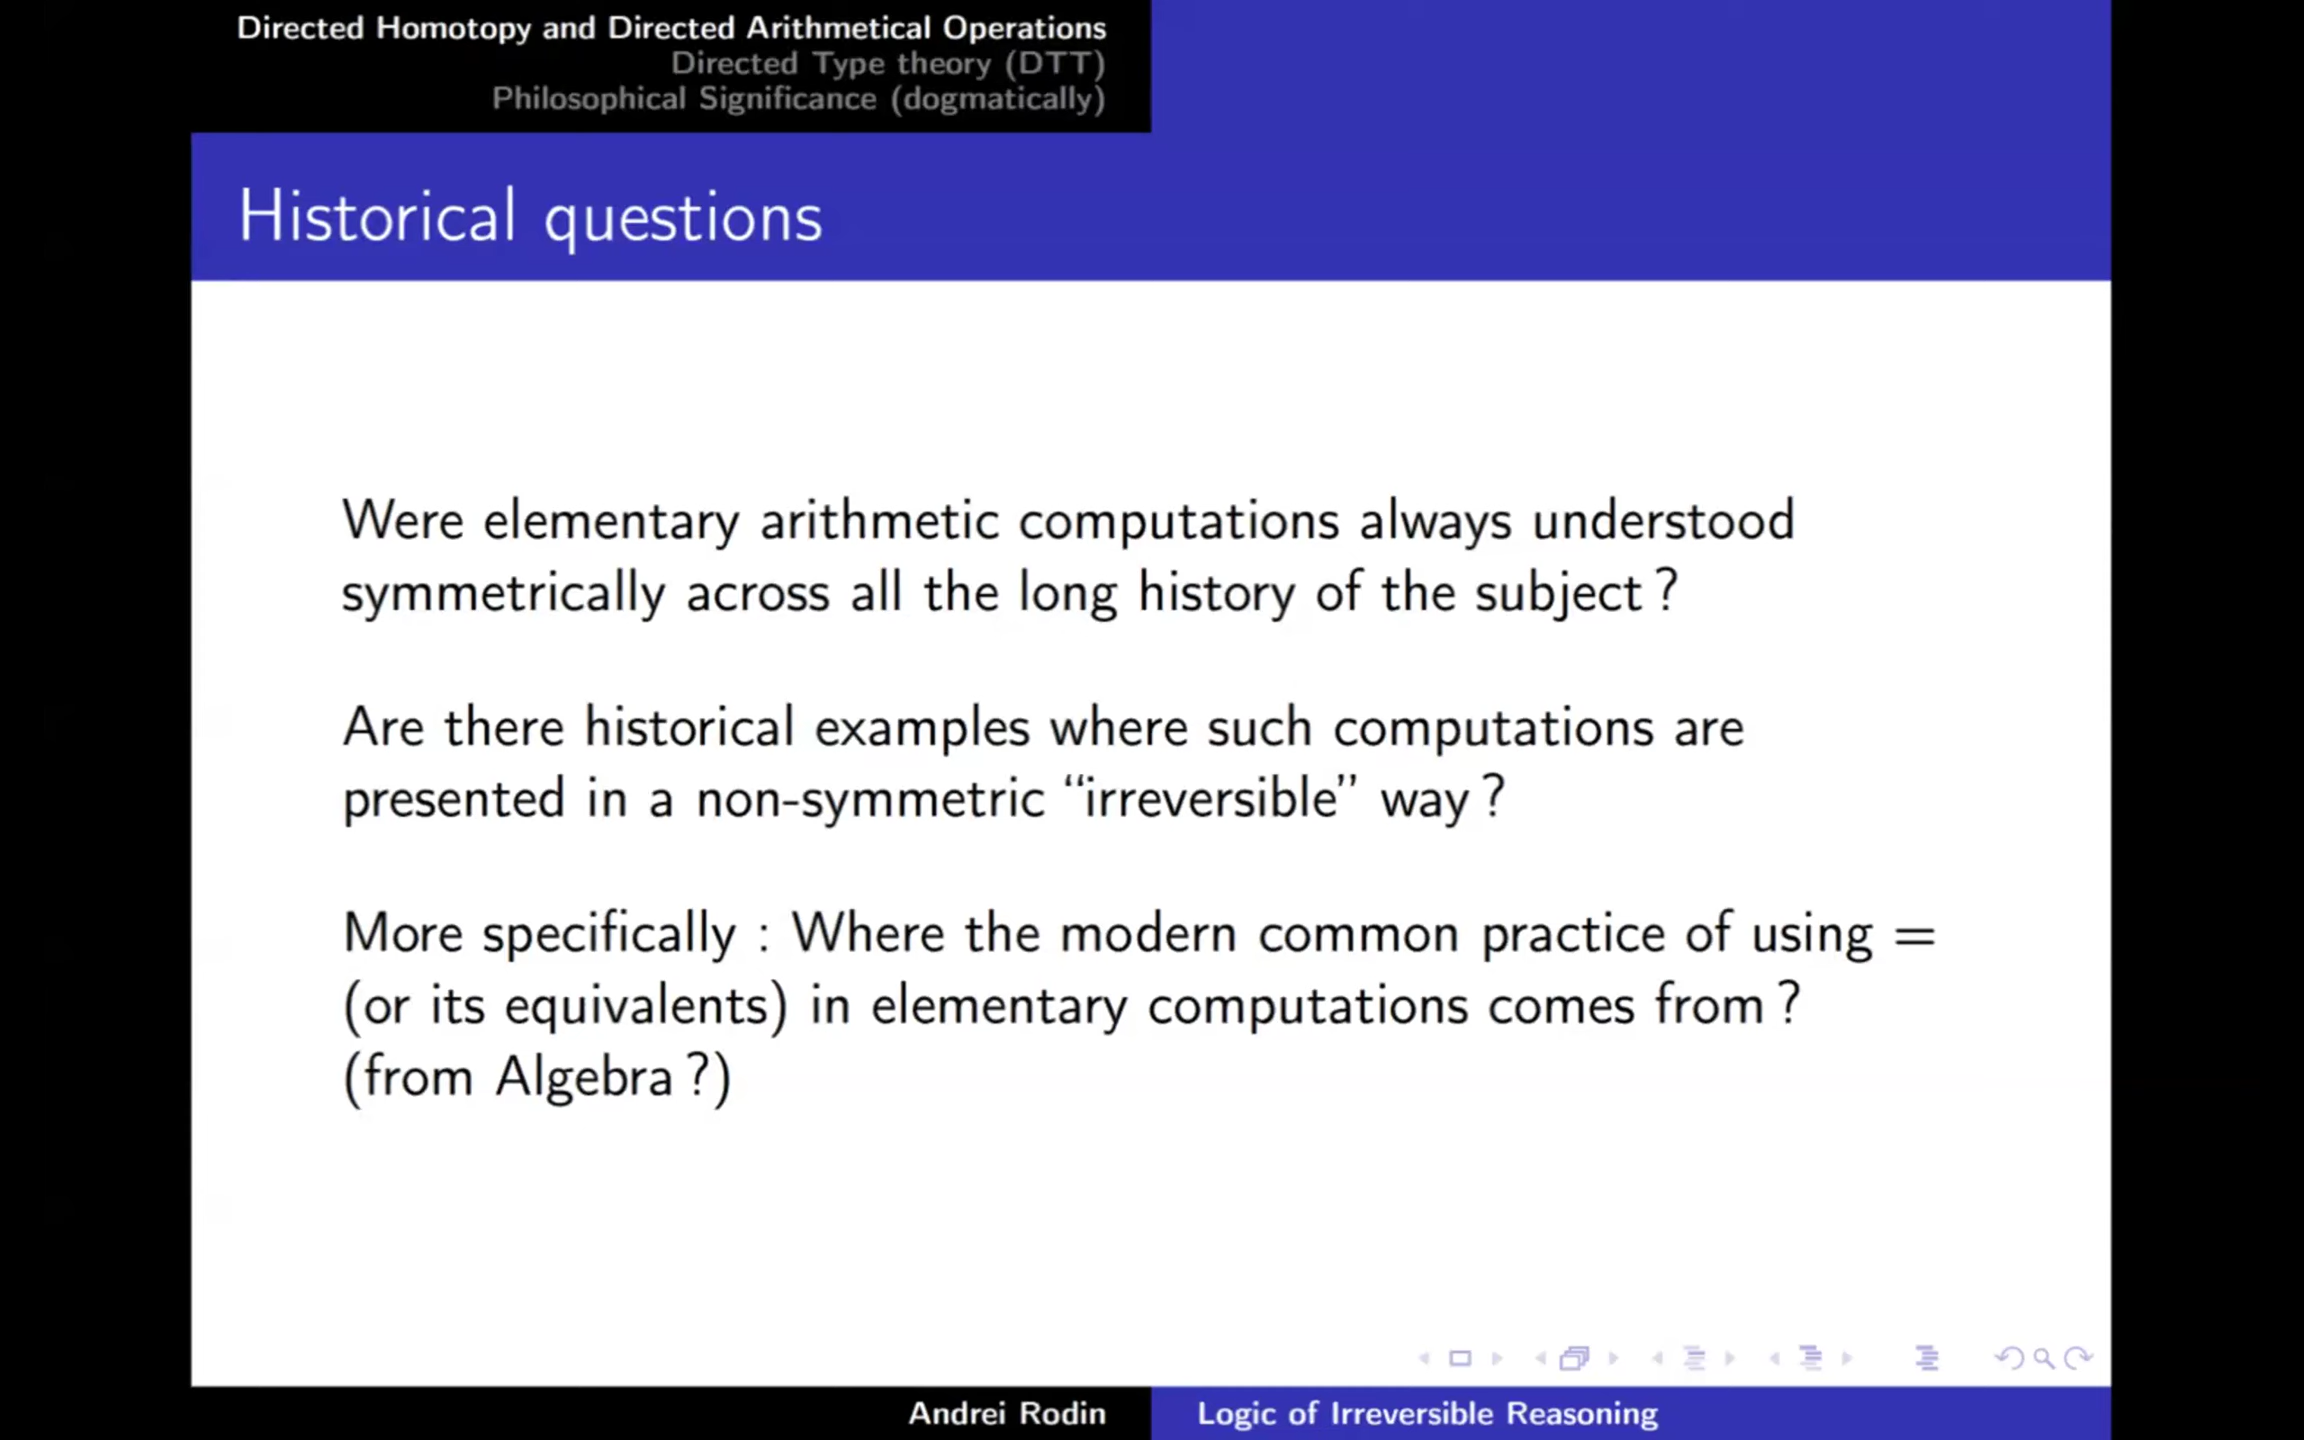 Directed Homotopy and Directed Arithmetical Operations
Directed Type theory (DTT)
Philosophical Significance (dogmatically)
Historical questions
Were elementary arithmetic computations always understood
symmetrically across all the long history of the subject ?
Are there historical examples where such computations are
presented in a non-symmetric “irreversible” way ?
More specifically : Where the modern common practice of using =
(or its equivalents) in elementary computations comes from ?
(from Algebra ?)
Andrei Rodin
Logic of Irreversible Reasoning